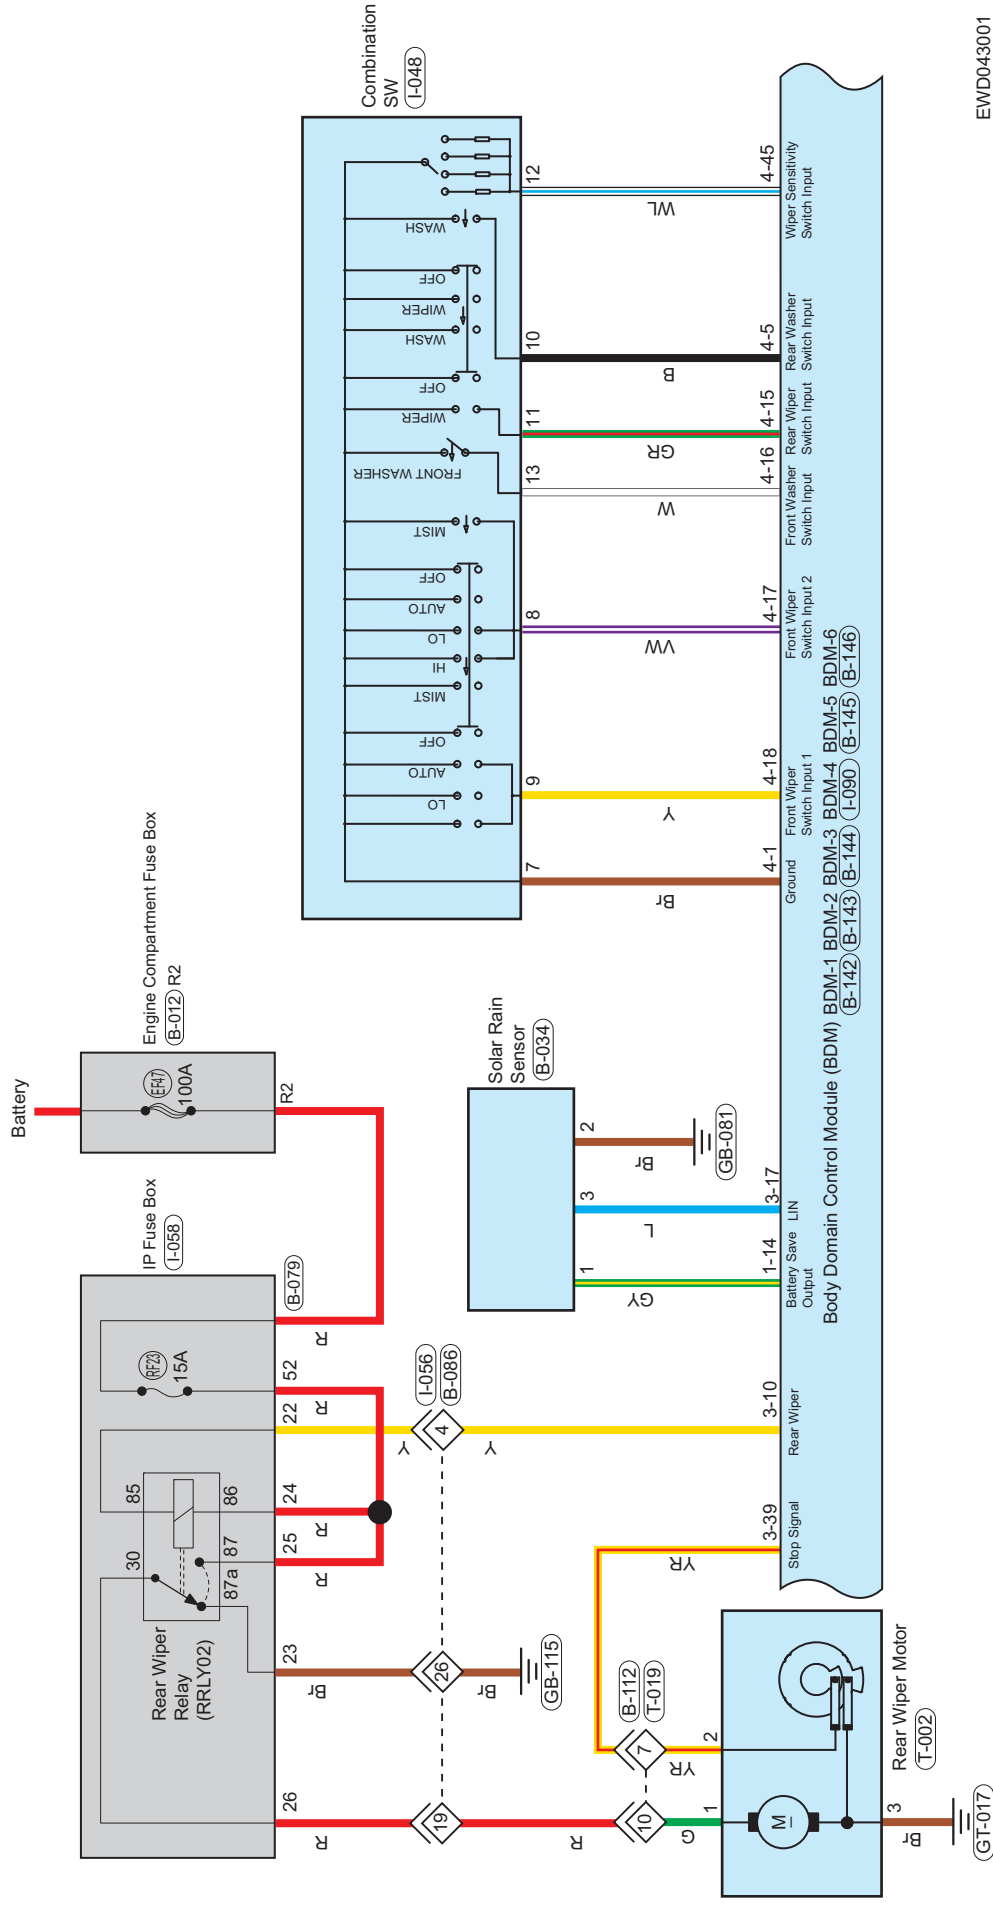 Battery
Engine Compartment Fuse Box
B-012 R2
EF47
100A
R2
IP Fuse Box
I-058
RF23
15A
B-079
R
52
R
22
Y
85
86
24
R
30
87
87a
25
R
Rear Wiper
Relay
(RRLY02)
23
Br
26
R
I-056
B-086
4
Y
26
Br
GB-115
19
R
B-112
T-019
7
YR
10
G
1
2
M
3
Br
GT-017
Rear Wiper Motor
T-002
YR
3-39
Stop Signal
3-10
Rear Wiper
Solar Rain
Sensor
B-034
1
GY
1-14
Battery Save
Output
3
L
3-17
LIN
2
Br
GB-081
Combination
SW
I-048
LO
AUTO
OFF
MIST
HI
LO
AUTO
OFF
MIST
FRONT WASHER
WIPER
OFF
WASH
WIPER
OFF
WASH
7
Br
4-1
Ground
9
Y
4-18
Front Wiper
Switch Input 1
8
VW
4-17
Front Wiper
Switch Input 2
13
W
4-16
Front Washer
Switch Input
11
GR
4-15
Rear Wiper
Switch Input
10
B
4-5
Rear Washer
Switch Input
12
WL
4-45
Wiper Sensitivity
Switch Input
Body Domain Control Module (BDM) BDM-1 BDM-2 BDM-3 BDM-4 BDM-5 BDM-6
B-142 B-143 B-144 I-090 B-145 B-146
EWD043001